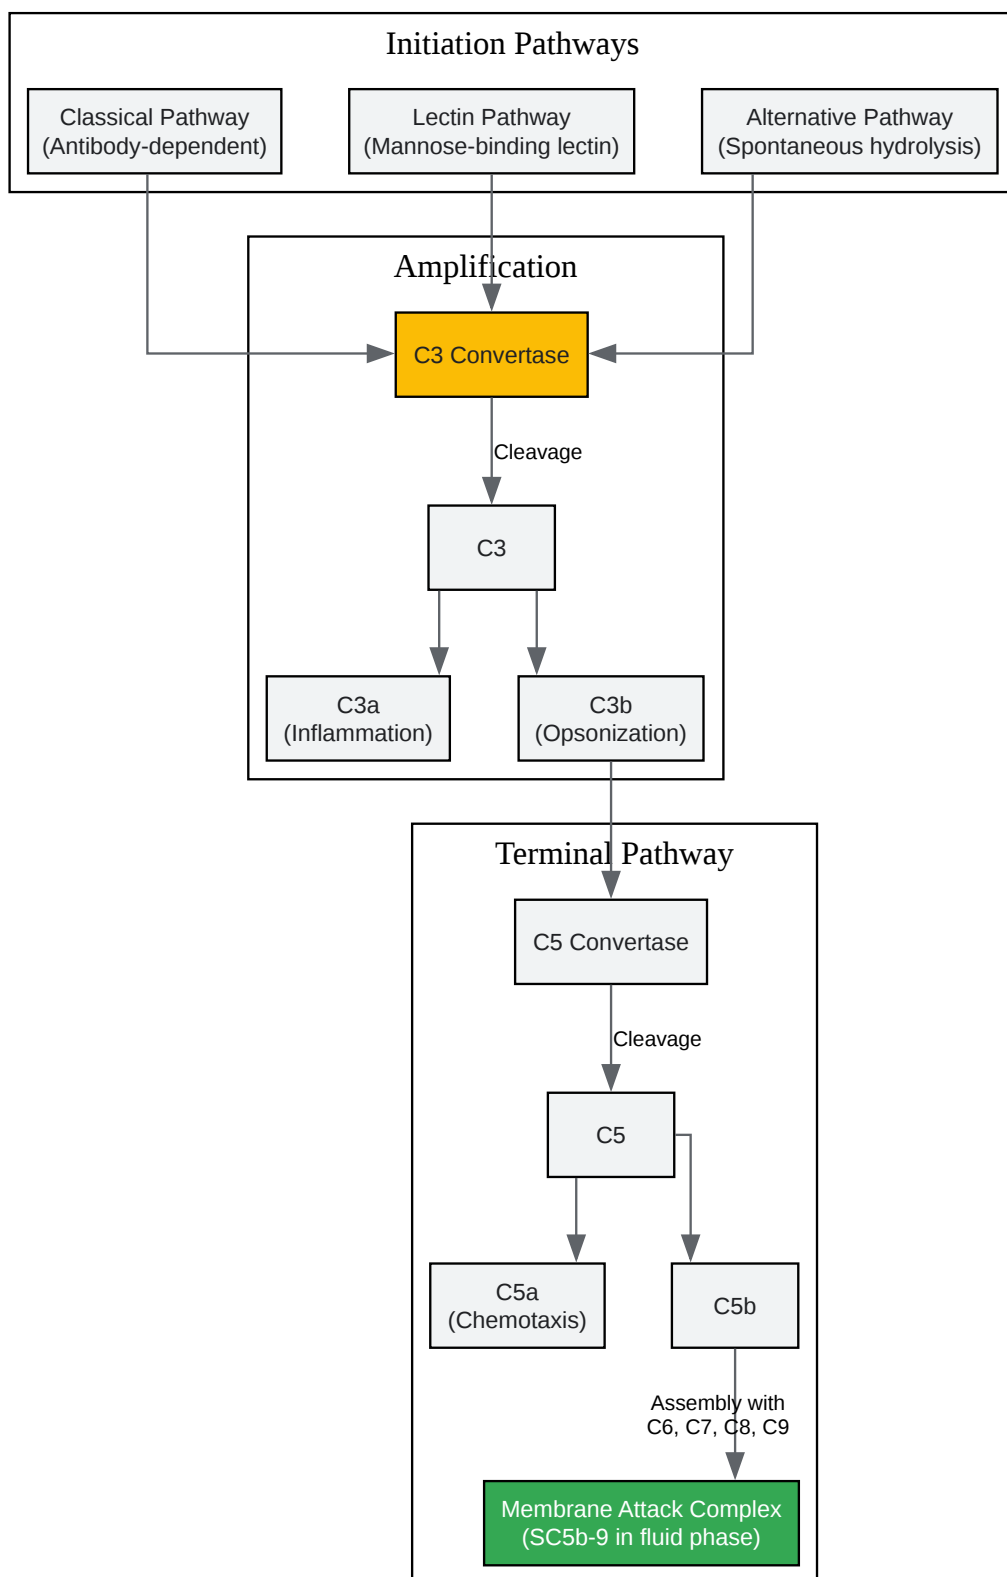 Initiation Pathways
Classical Pathway
(Antibody-dependent)
Lectin Pathway
(Mannose-binding lectin)
Alternative Pathway
(Spontaneous hydrolysis)
Amplification
C3 Convertase
Cleavage
C3
C3a
(Inflammation)
C3b
(Opsonization)
Terminal Pathway
C5 Convertase
Cleavage
C5
C5a
(Chemotaxis)
C5b
Assembly with
C6, C7, C8, C9
Membrane Attack Complex
(SC5b-9 in fluid phase)